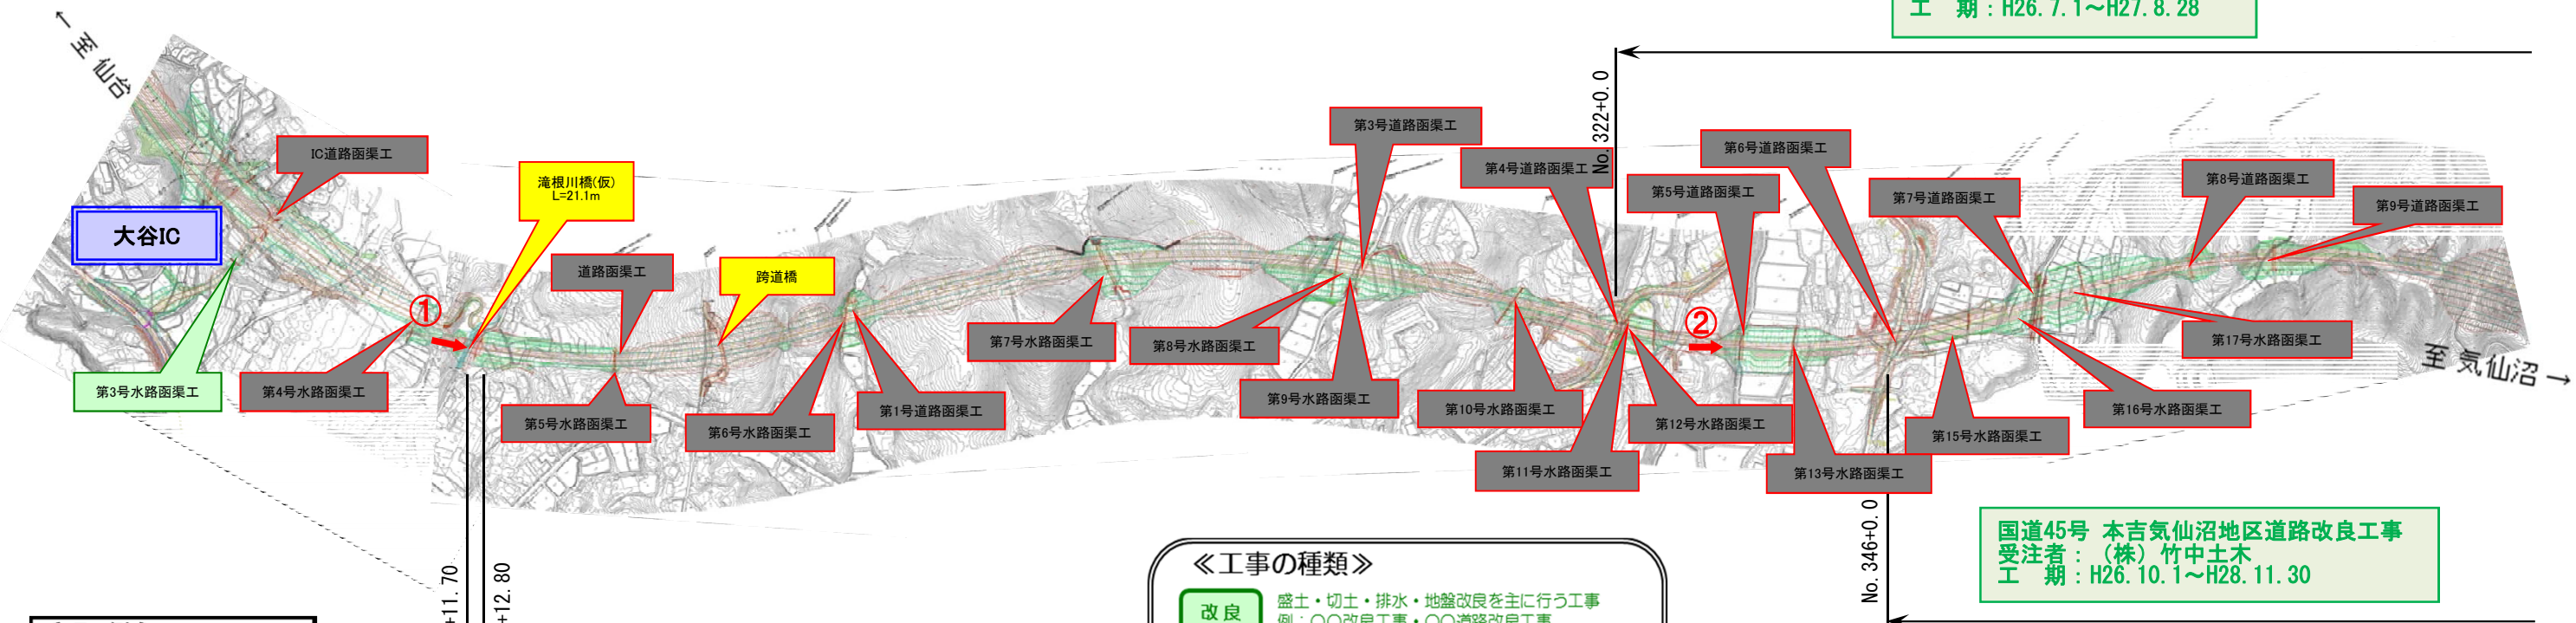 工　期：H26.7.1～H27.8.28
←至 仙台
No.322+0.0
第3号道路函渠工
IC道路函渠工
第4号道路函渠工
第6号道路函渠工
第5号道路函渠工
第7号道路函渠工
第8号道路函渠工
第9号道路函渠工
滝根川橋(仮)
L=21.1m
大谷IC
道路函渠工
跨道橋
①
②
第7号水路函渠工
第8号水路函渠工
第17号水路函渠工
至 気仙沼→
第3号水路函渠工
第4号水路函渠工
第5号水路函渠工
第6号水路函渠工
第1号道路函渠工
第9号水路函渠工
第10号水路函渠工
第12号水路函渠工
第11号水路函渠工
第13号水路函渠工
第15号水路函渠工
第16号水路函渠工
No.346+0.0
国道45号 本吉気仙沼地区道路改良工事
受注者：（株）竹中土木
工　期：H26.10.1～H28.11.30
+11.70
+12.80
≪工事の種類≫
改良
盛土・切土・排水・地盤改良を主に行う工事
例：〇〇改良工事・〇〇道路改良工事